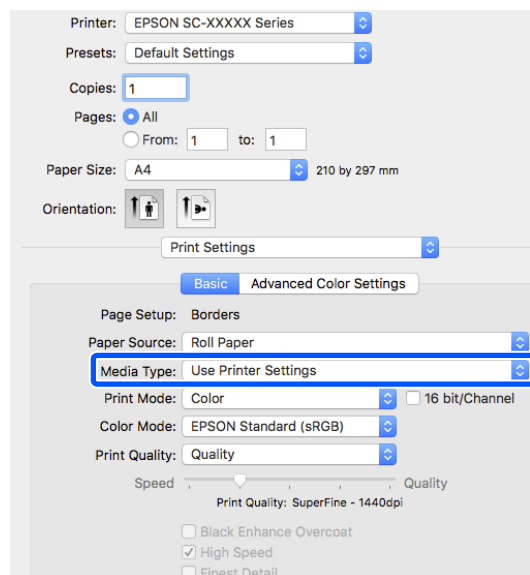 Printer: EPSON SC-XXXXX Series
Presets: Default Settings
Copies: 1
Pages: All
From: 1 to: 1
Paper Size: A4 210 by 297 mm
Orientation:
Print Settings
Basic Advanced Color Settings
Page Setup: Borders
Paper Source: Roll Paper
Media Type: Use Printer Settings
Print Mode: Color 16 bit/Channel
Color Mode: EPSON Standard (sRGB)
Print Quality: Quality
Speed Quality
Print Quality: SuperFine - 1440dpi
Black Enhance Overcoat
High Speed
Finest Detail